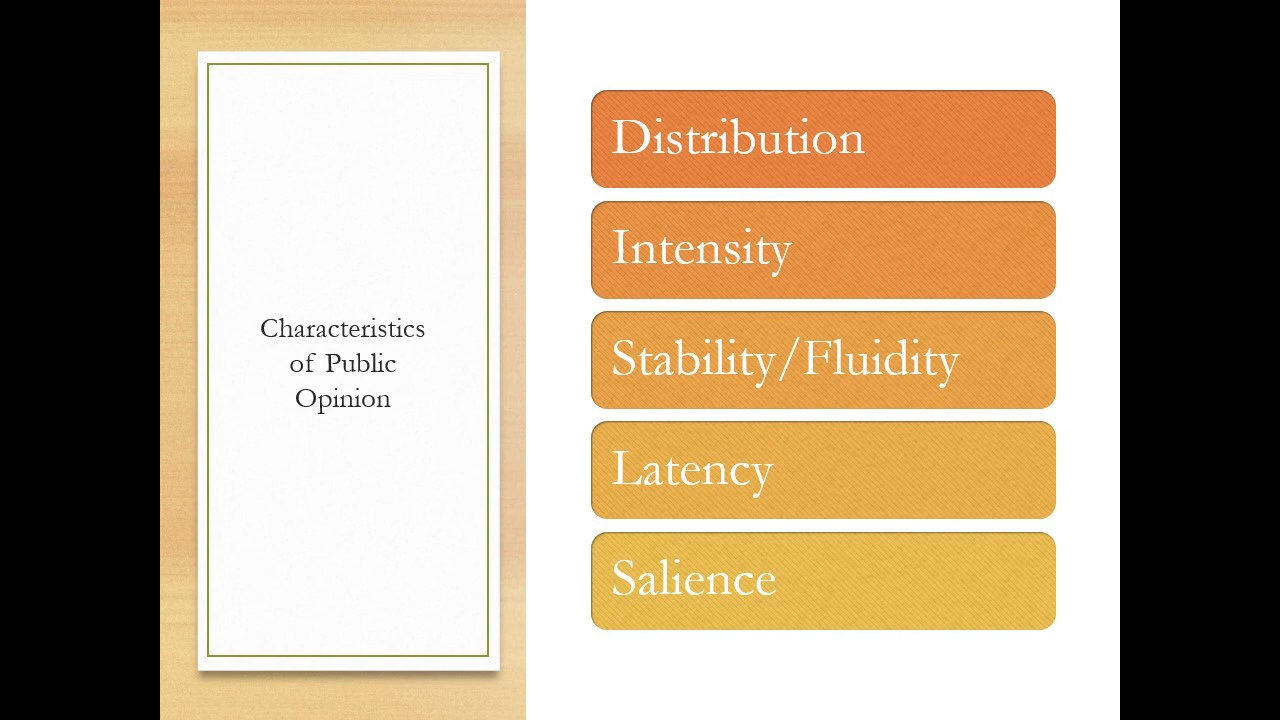 Characteristics
of Public
Opinion
Distribution
Intensity
Stability/Fluidity
Latency
Salience